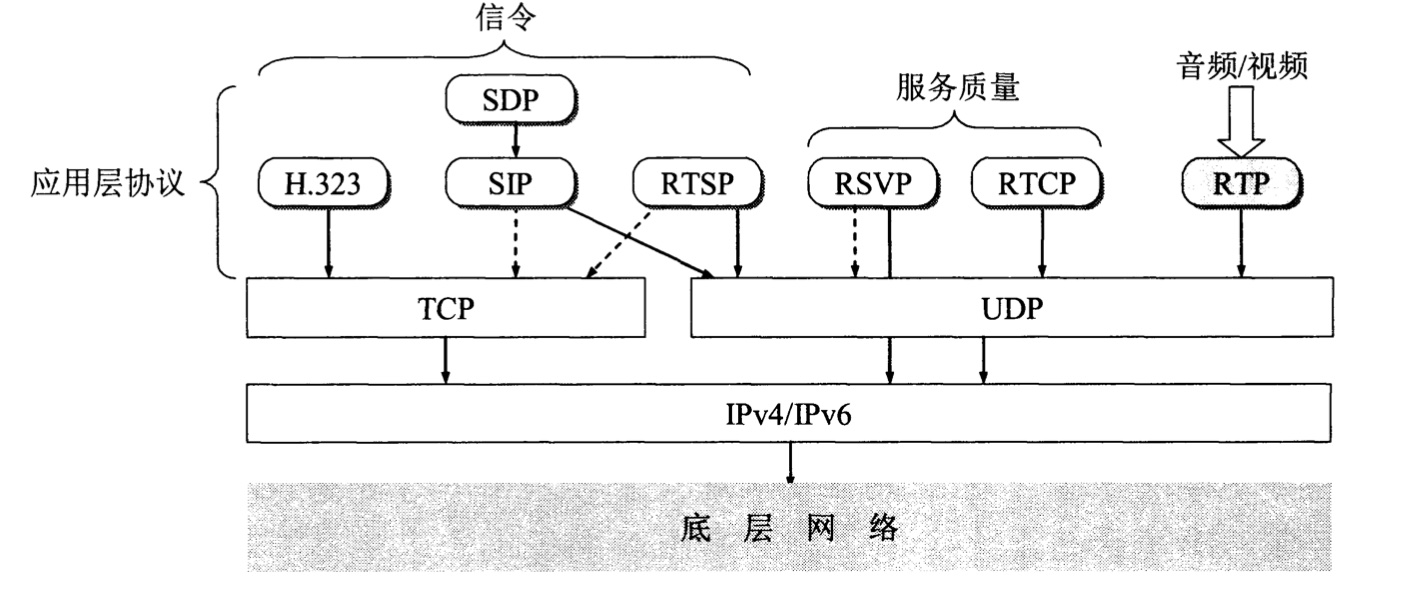 信令
音频/视频
服务质量
SDP
应用层协议
H.323
SIP
RTSP
RSVP
RTCP
RTP
TCP
UDP
IPv4/IPv6
底层网络